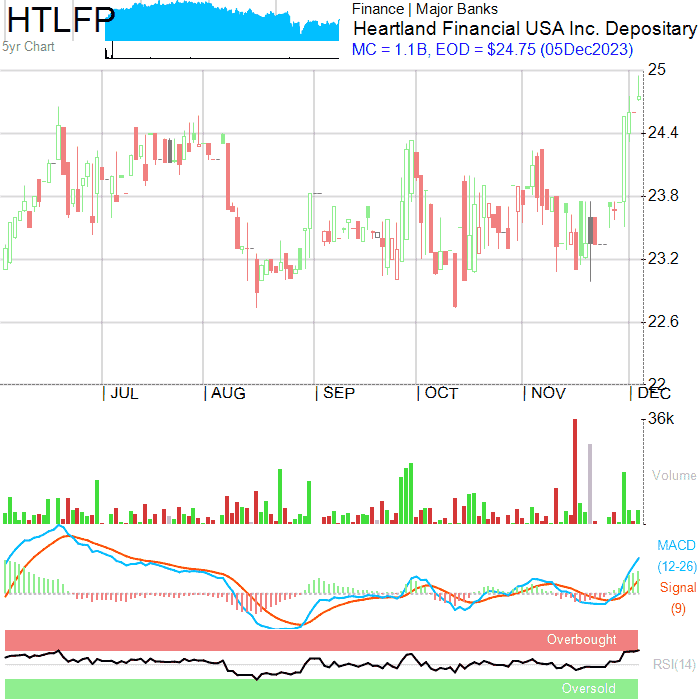 HTLFP
5yr Chart
Finance | Major Banks
Heartland Financial USA Inc. Depositary
MC = 1.1B, EOD = $24.75 (05Dec2023)
25
24.4
23.8
23.2
22.6
22
| JUL | AUG | SEP | OCT | NOV | DEC
36k
Volume
MACD
(12-26)
Signal
(9)
Overbought
RSI(14)
Oversold